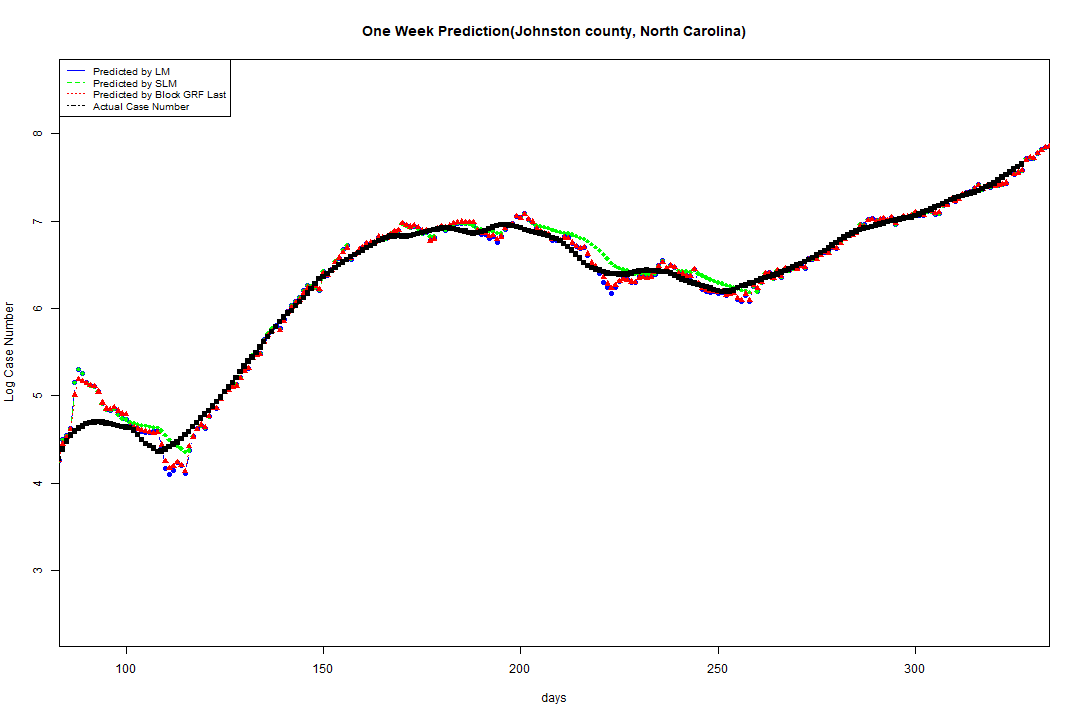 One Week Prediction(Johnston county, North Carolina)
Predicted by LM
Predicted by SLM
Predicted by Block GRF Last
Actual Case Number
8
7
6
5
4
3
Log Case Number
100 150 200 250 300
days